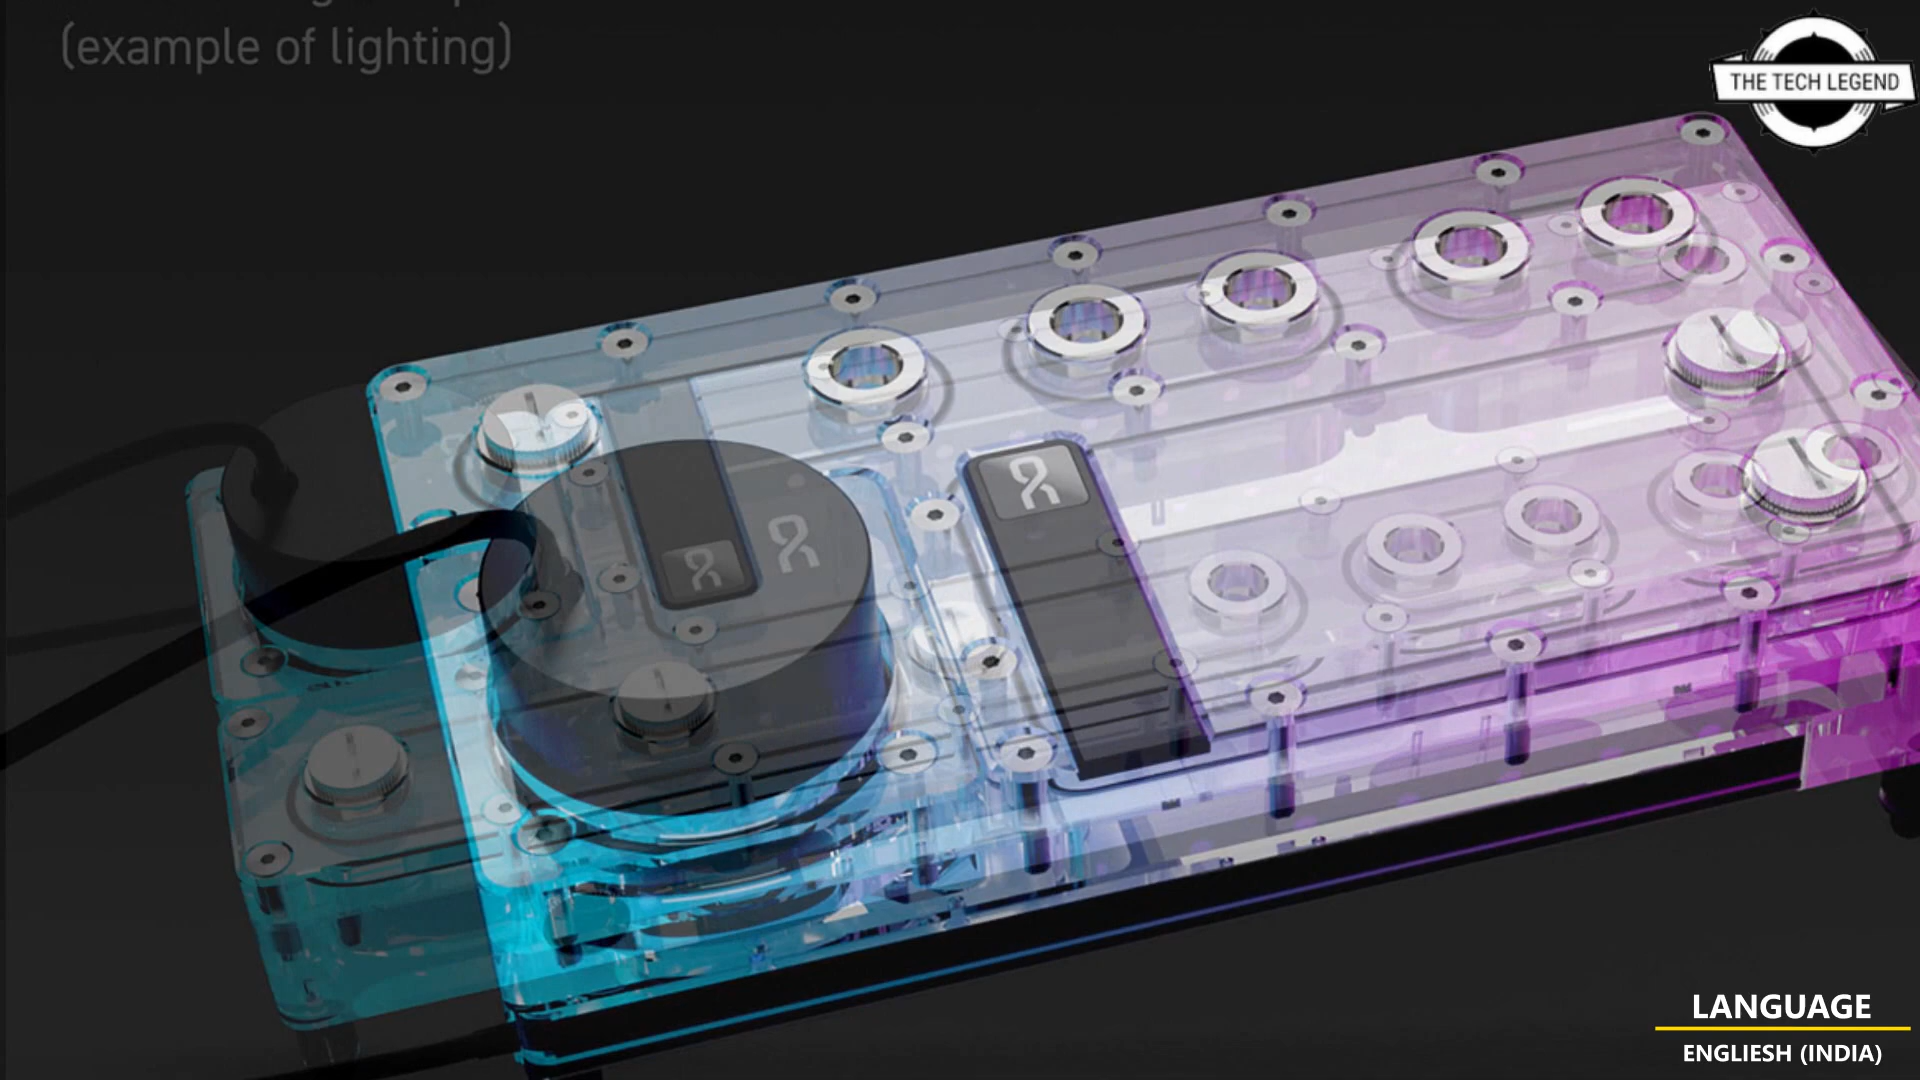 (example of lighting)
THE TECH LEGEND
LANGUAGE
ENGLIESH (INDIA)